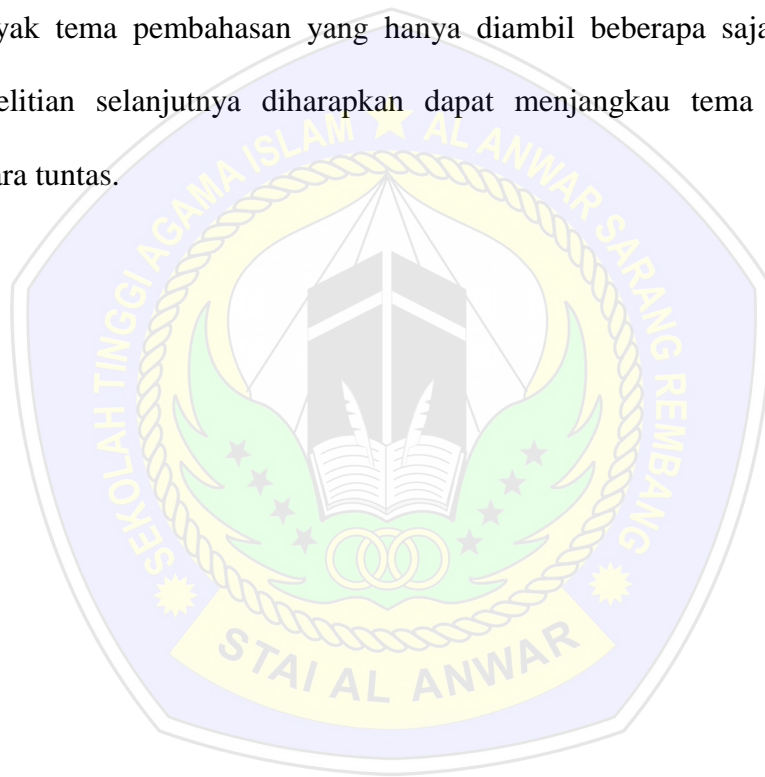 yak tema pembahasan yang hanya diambil beberapa saja
elitian selanjutnya diharapkan dapat menjangkau tema
ara tuntas.
SEKOLAH TINGGI AGAMA ISLAM AL ANWAR SARANG REMBANG
STAI AL ANWAR